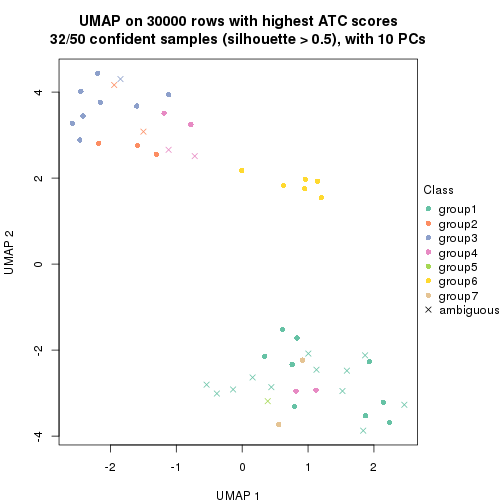 UMAP on 30000 rows with highest ATC scores
32/50 confident samples (silhouette > 0.5), with 10 PCs
4
2
0
-2
-4
UMAP 2
-2
-1
0
1
2
UMAP 1
Class
group1
group2
group3
group4
group5
group6
group7
ambiguous